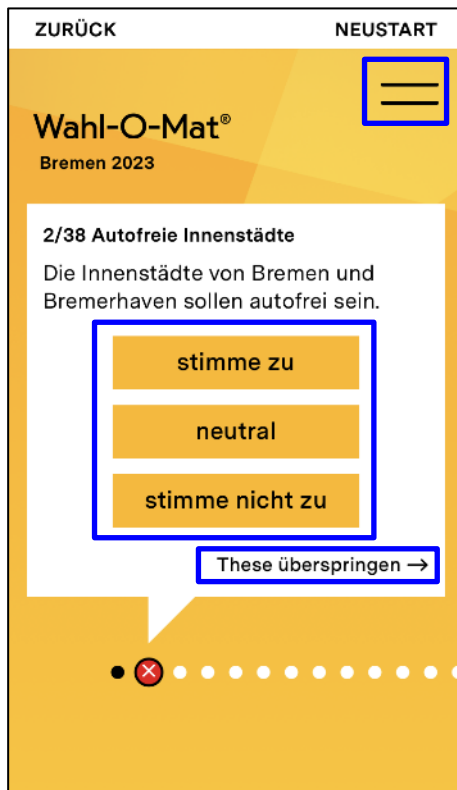 ZURÜCK NEUSTART
Wahl-O-Mat®
Bremen 2023
2/38 Autofreie Innenstädte
Die Innenstädte von Bremen und
Bremerhaven sollen autofrei sein.
stimme zu
neutral
stimme nicht zu
These überspringen →